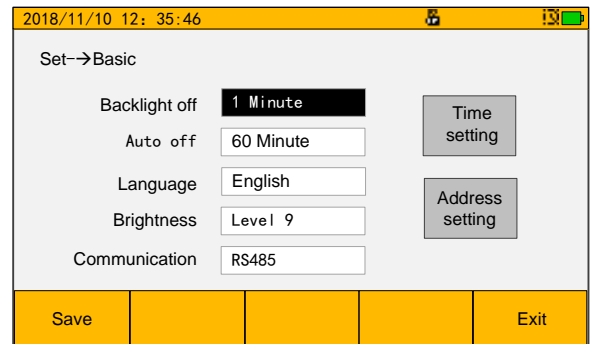 2018/11/10 12: 35:46
Set-→Basic
Backlight off 1 Minute
Auto off 60 Minute
Language English
Brightness Level 9
Communication RS485
Time
setting
Address
setting
Save Exit